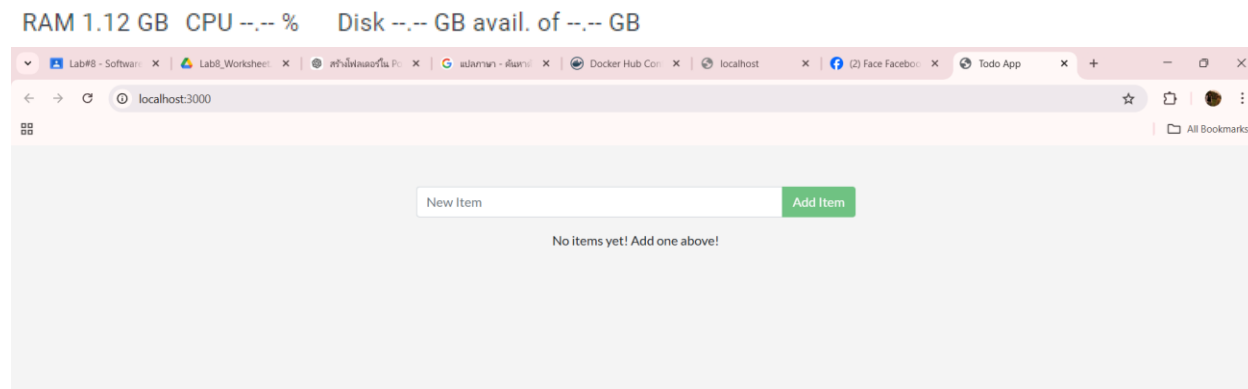 RAM 1.12 GB CPU --.-- % Disk --.-- GB avail. of --.-- GB
Lab#8 - Softwar Lab8_Worksheet สร้างโฟลเดอร์ใน Po แปลภาษา - ค้นหาด้ Docker Hub Con localhost (2) Face Faceboo Todo App
localhost:3000
All Bookmarks
New Item Add Item
No items yet! Add one above!